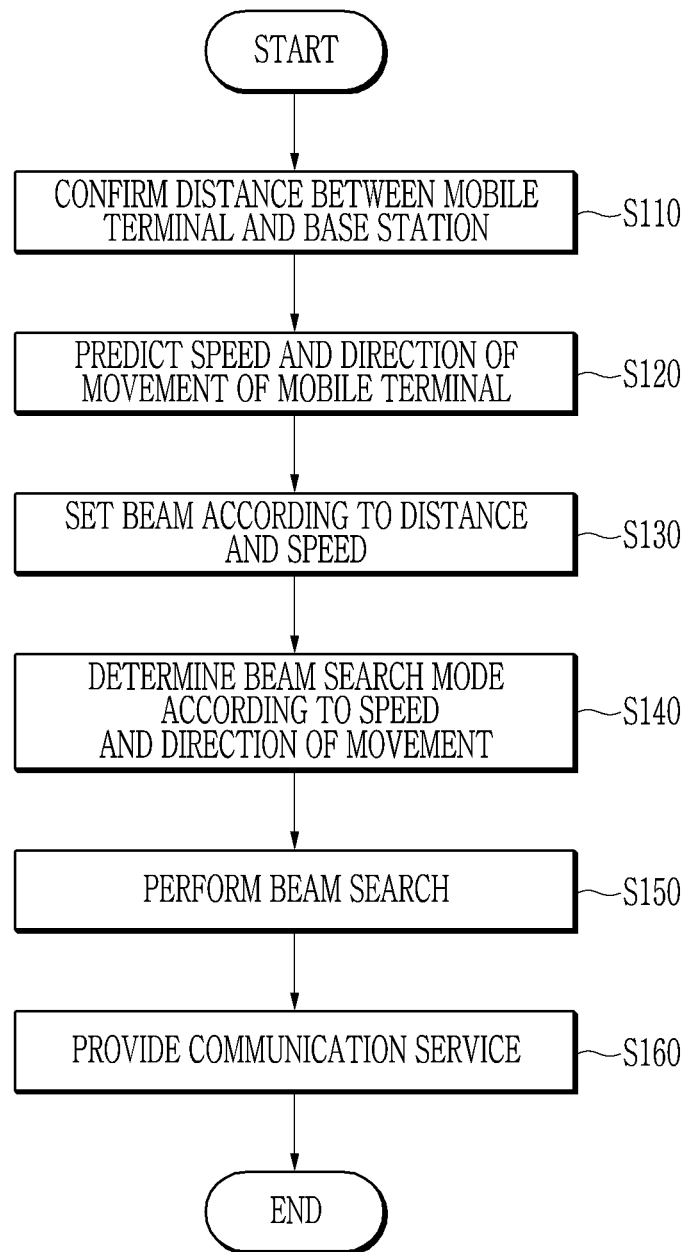 START
CONFIRM DISTANCE BETWEEN MOBILE
TERMINAL AND BASE STATION
S110
PREDICT SPEED AND DIRECTION OF
MOVEMENT OF MOBILE TERMINAL
S120
SET BEAM ACCORDING TO DISTANCE
AND SPEED
S130
DETERMINE BEAM SEARCH MODE
ACCORDING TO SPEED
AND DIRECTION OF MOVEMENT
S140
PERFORM BEAM SEARCH
S150
PROVIDE COMMUNICATION SERVICE
S160
END